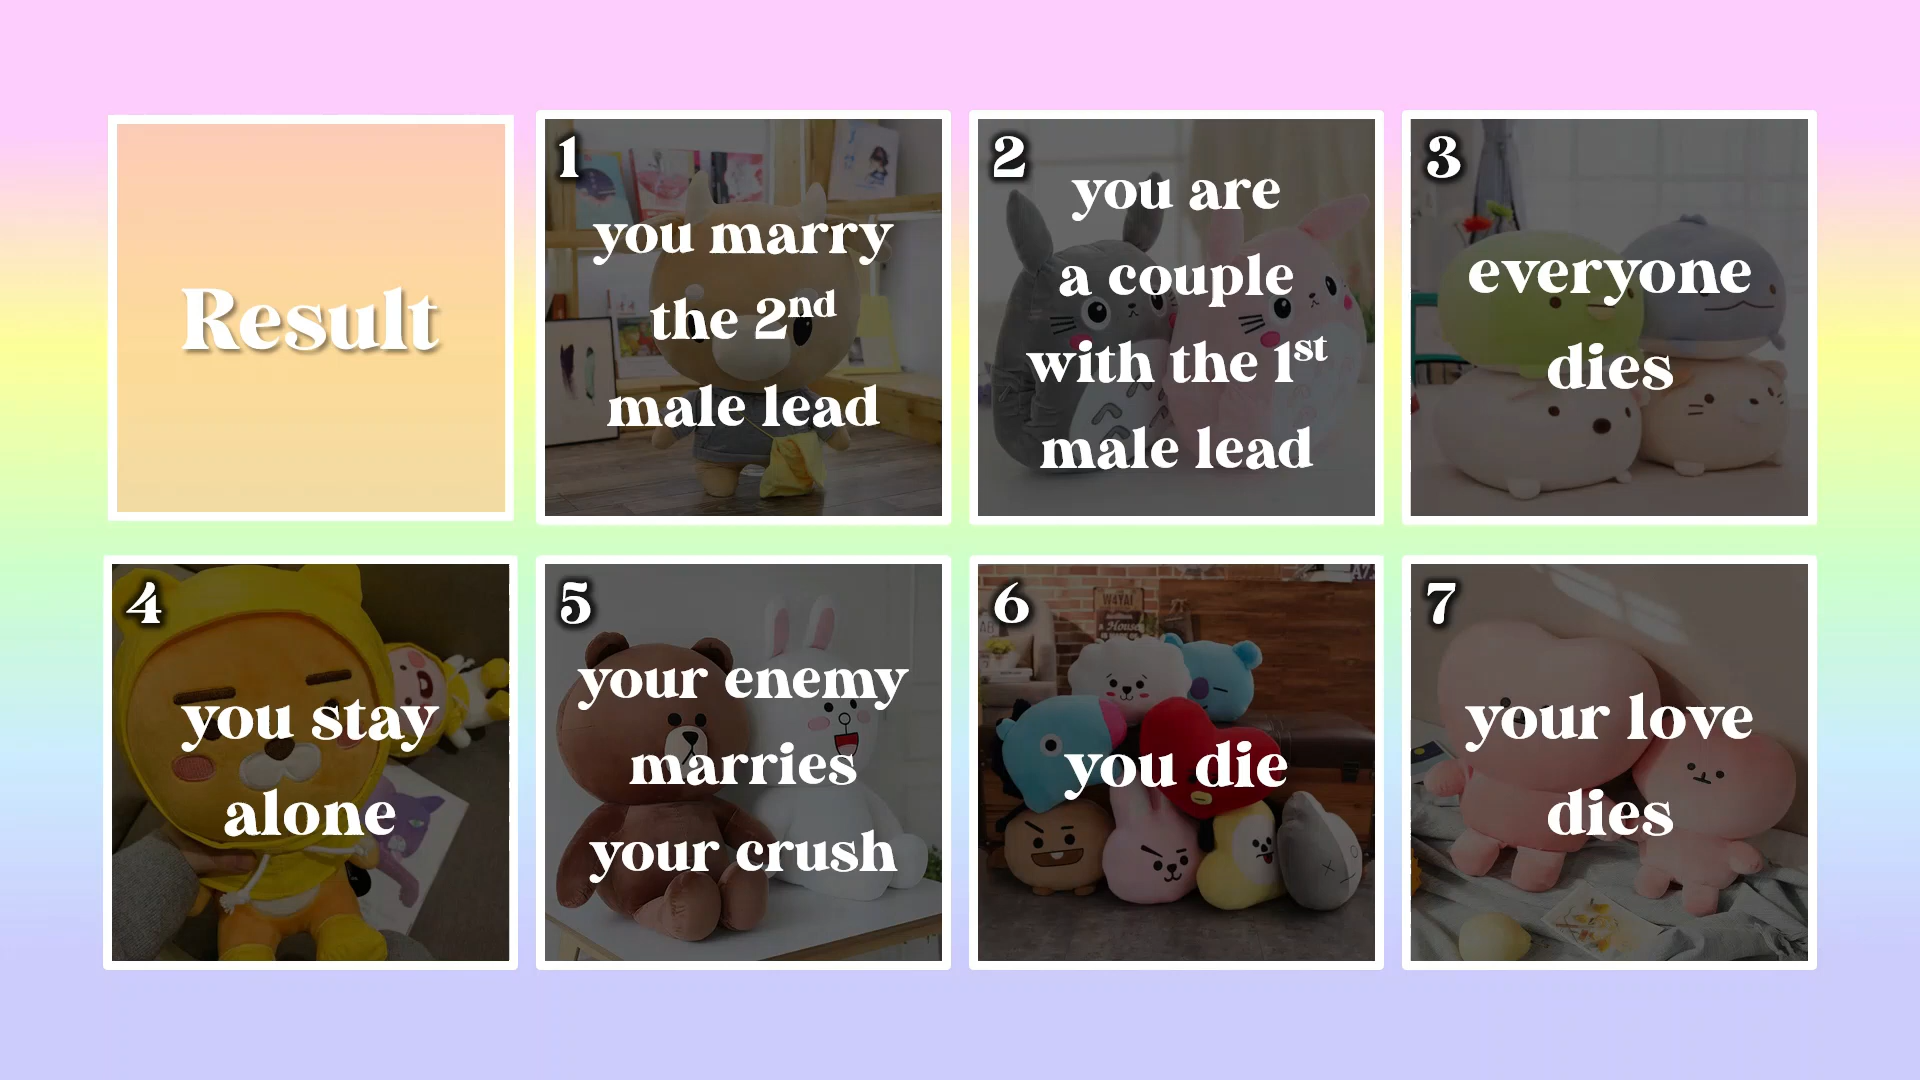 Result
1
you marry
the 2nd
male lead
2
you are
a couple
with the 1st
male lead
3
everyone
dies
4
you stay
alone
5
your enemy
marries
your crush
6
you die
7
your love
dies